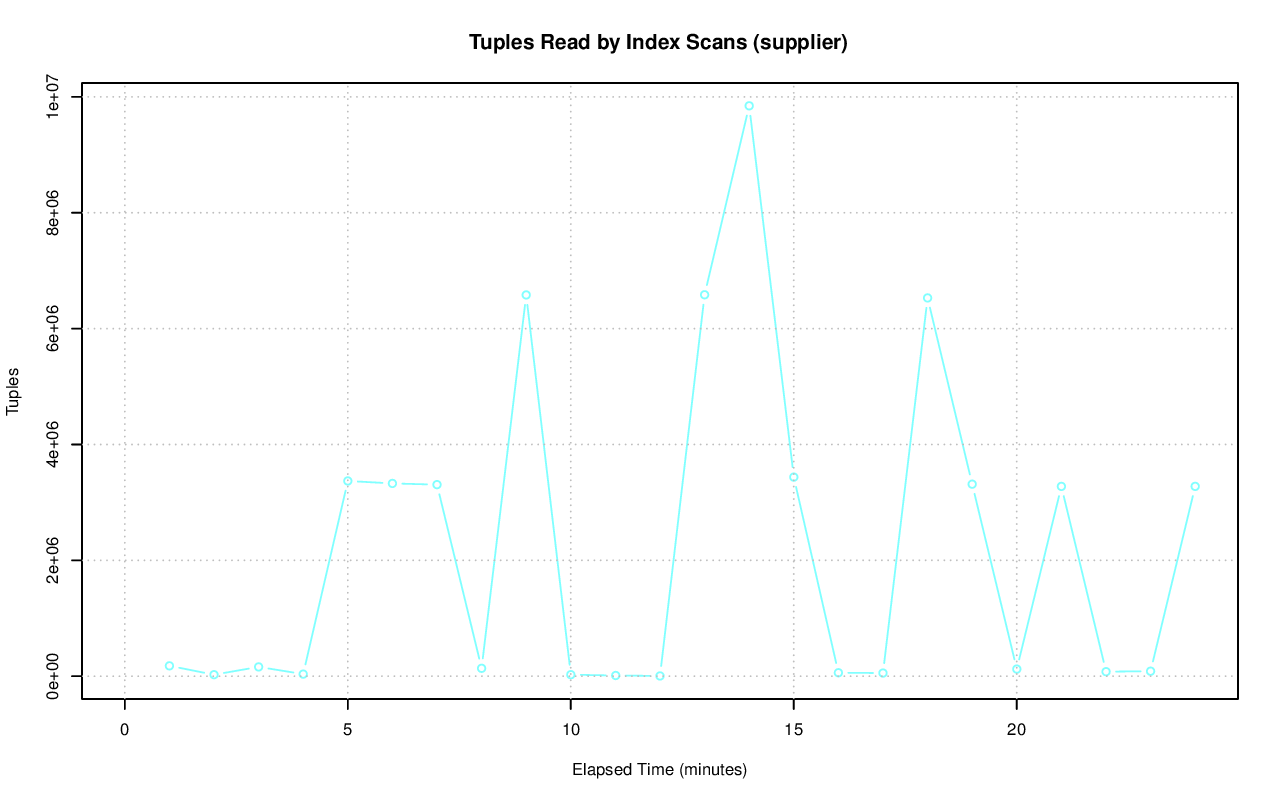 Tuples Read by Index Scans (supplier)
1e+07
8e+06
6e+06
4e+06
2e+06
0e+00
Tuples
0 5 10 15 20
Elapsed Time (minutes)